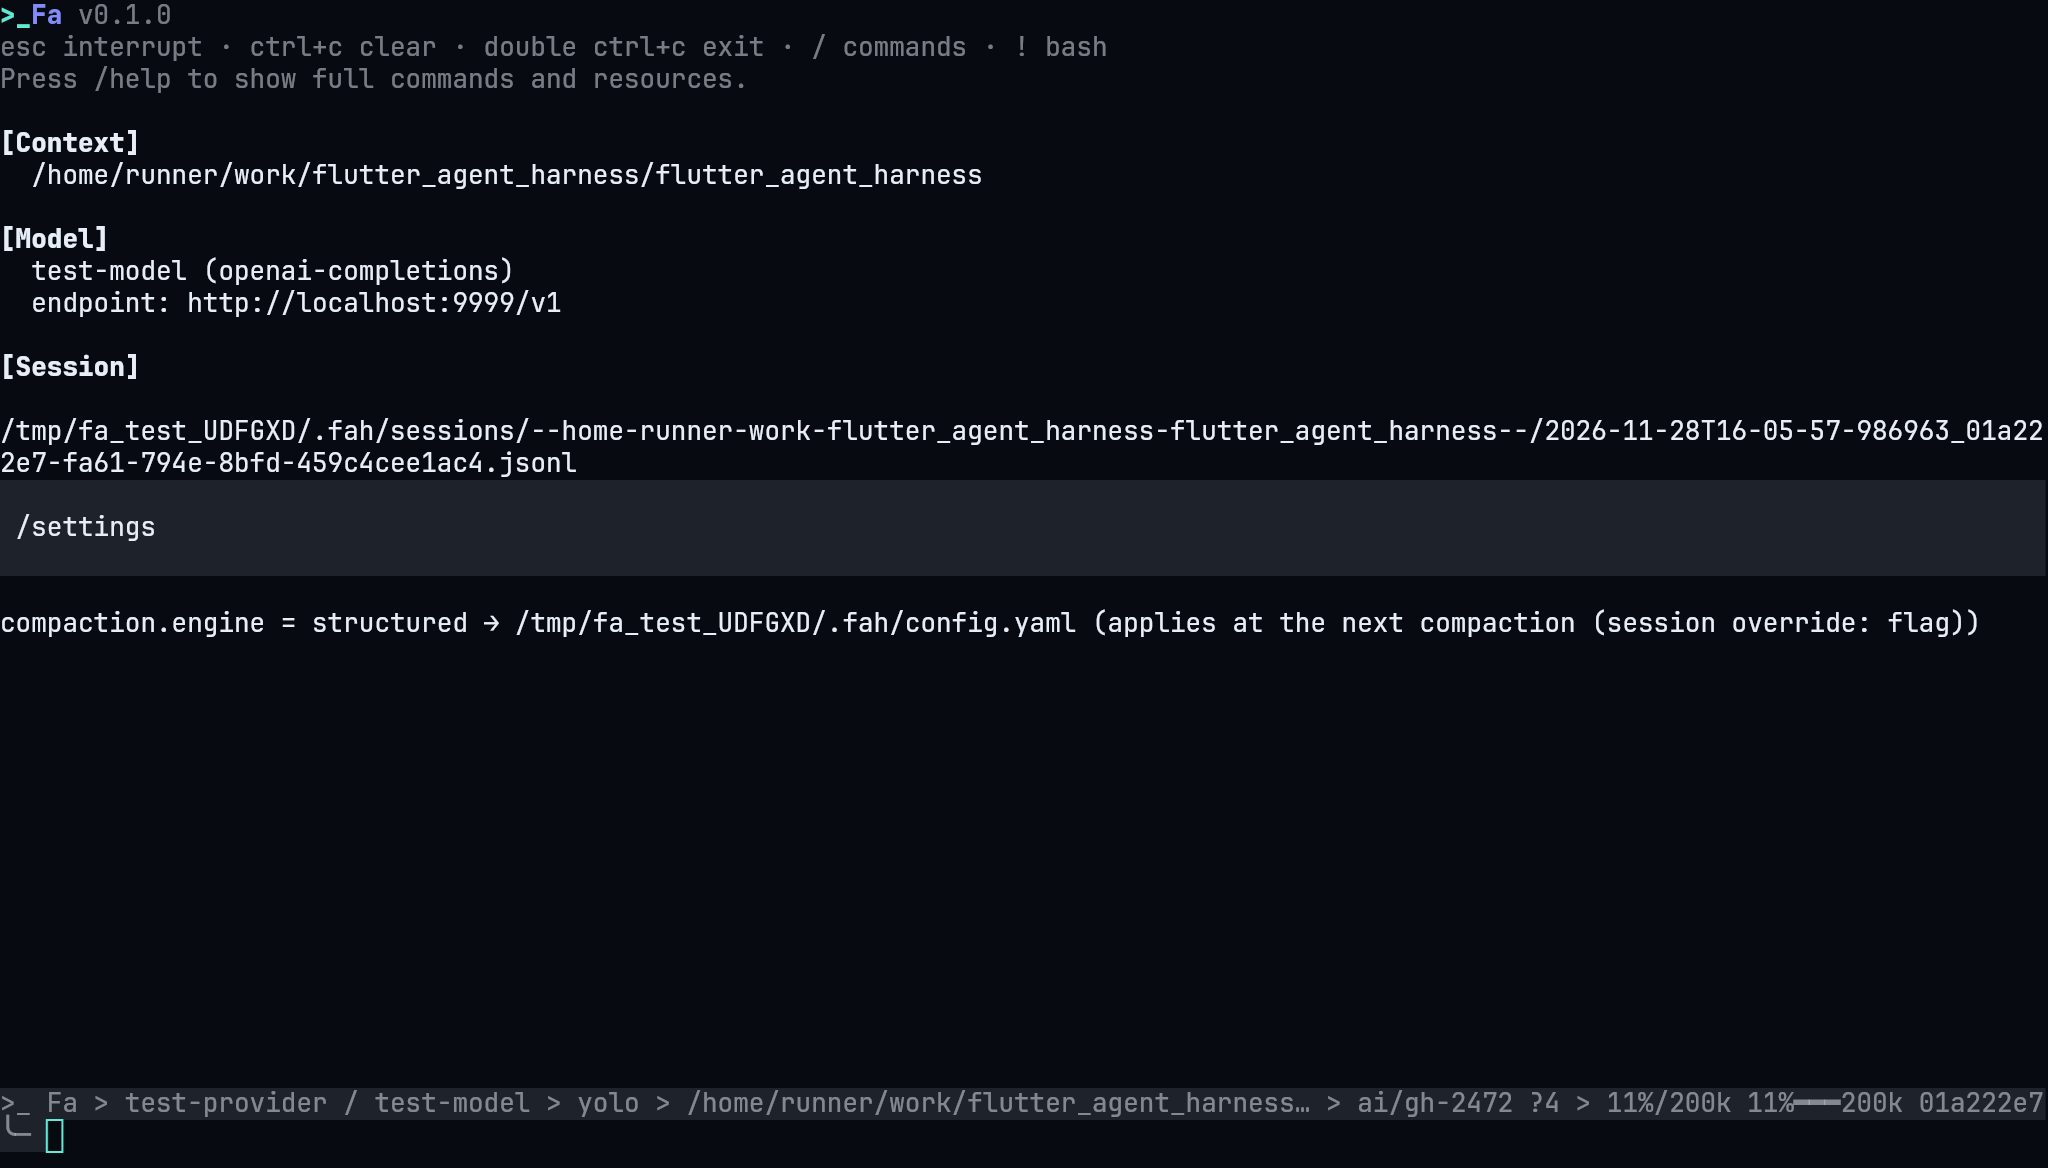 >_Fa v0.1.0
esc interrupt · ctrl+c clear · double ctrl+c exit · / commands · ! bash
Press /help to show full commands and resources.
[Context]
/home/runner/work/flutter_agent_harness/flutter_agent_harness
[Model]
test-model (openai-completions)
endpoint: http://localhost:9999/v1
[Session]
/tmp/fa_test_UDFGXD/.fah/sessions/--home-runner-work-flutter_agent_harness-flutter_agent_harness--/2026-11-28T16-05-57-986963_01a22
2e7-fa61-794e-8bfd-459c4cee1ac4.jsonl
/settings
compaction.engine = structured → /tmp/fa_test_UDFGXD/.fah/config.yaml (applies at the next compaction (session override: flag))
>_ Fa > test-provider / test-model > yolo > /home/runner/work/flutter_agent_harness… > ai/gh-2472 ?4 > 11%/200k 11%━━━200k 01a222e7